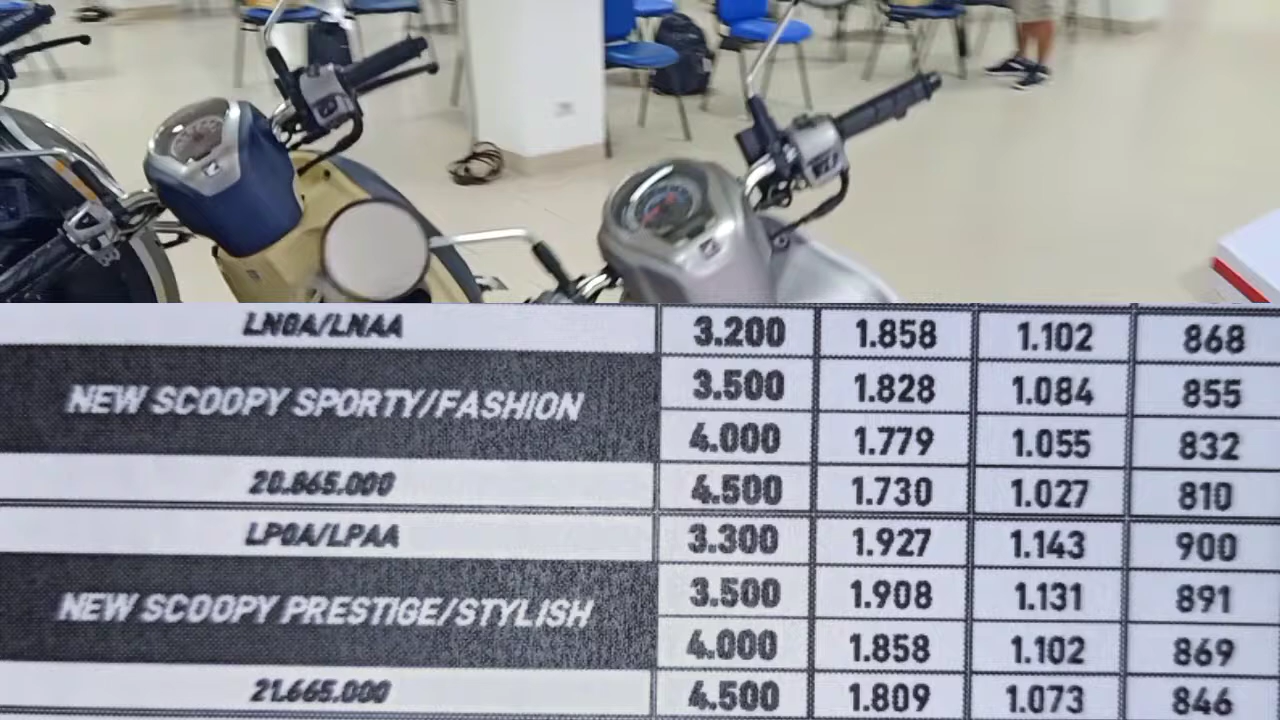 LNGA/LNAA 3.200 1.858 1.102 868
NEW SCOOPY SPORTY/FASHION
3.500 1.828 1.084 855
4.000 1.779 1.055 832
20.865.000 4.500 1.730 1.027 810
LPGA/LPAA 3.300 1.927 1.143 900
NEW SCOOPY PRESTIGE/STYLISH
3.500 1.908 1.131 891
4.000 1.858 1.102 869
21.665.000 4.500 1.809 1.073 846